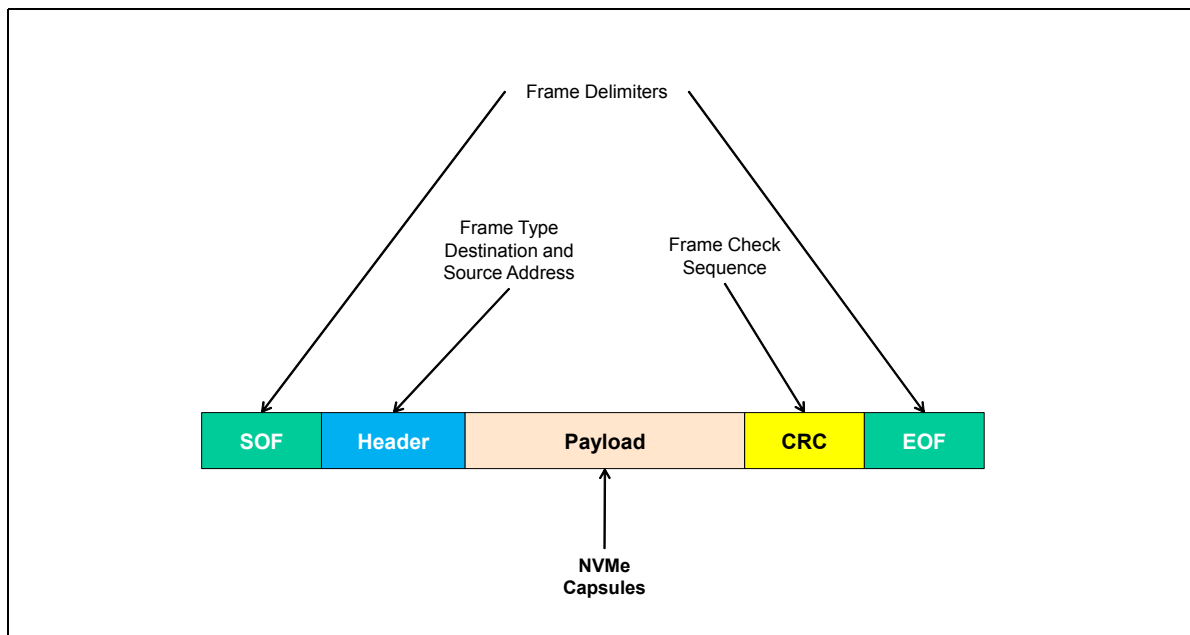 Frame Delimiters
Frame Type
Destination and
Source Address
Frame Check
Sequence
SOF
Header
Payload
CRC
EOF
NVMe
Capsules